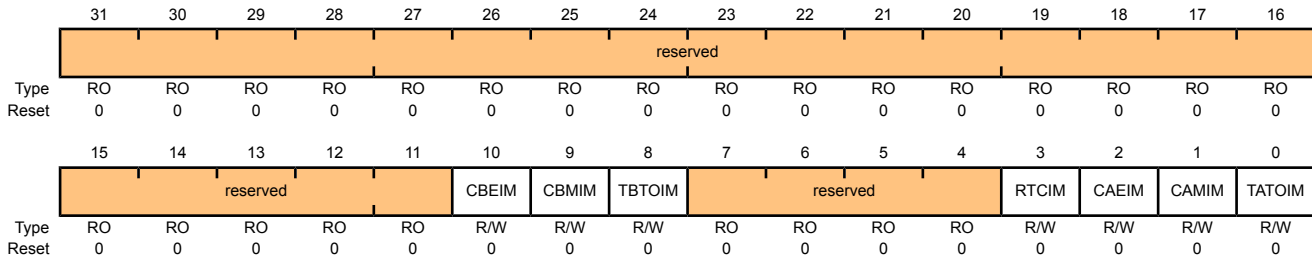 31 30 29 28 27 26 25 24 23 22 21 20 19 18 17 16
reserved
Type RO RO RO RO RO RO RO RO RO RO RO RO RO RO RO RO
Reset 0 0 0 0 0 0 0 0 0 0 0 0 0 0 0 0
15 14 13 12 11 10 9 8 7 6 5 4 3 2 1 0
reserved CBEIM CBMIM TBTOIM reserved RTCIM CAEIM CAMIM TATOIM
Type RO RO RO RO RO R/W R/W R/W RO RO RO RO R/W R/W R/W R/W
Reset 0 0 0 0 0 0 0 0 0 0 0 0 0 0 0 0